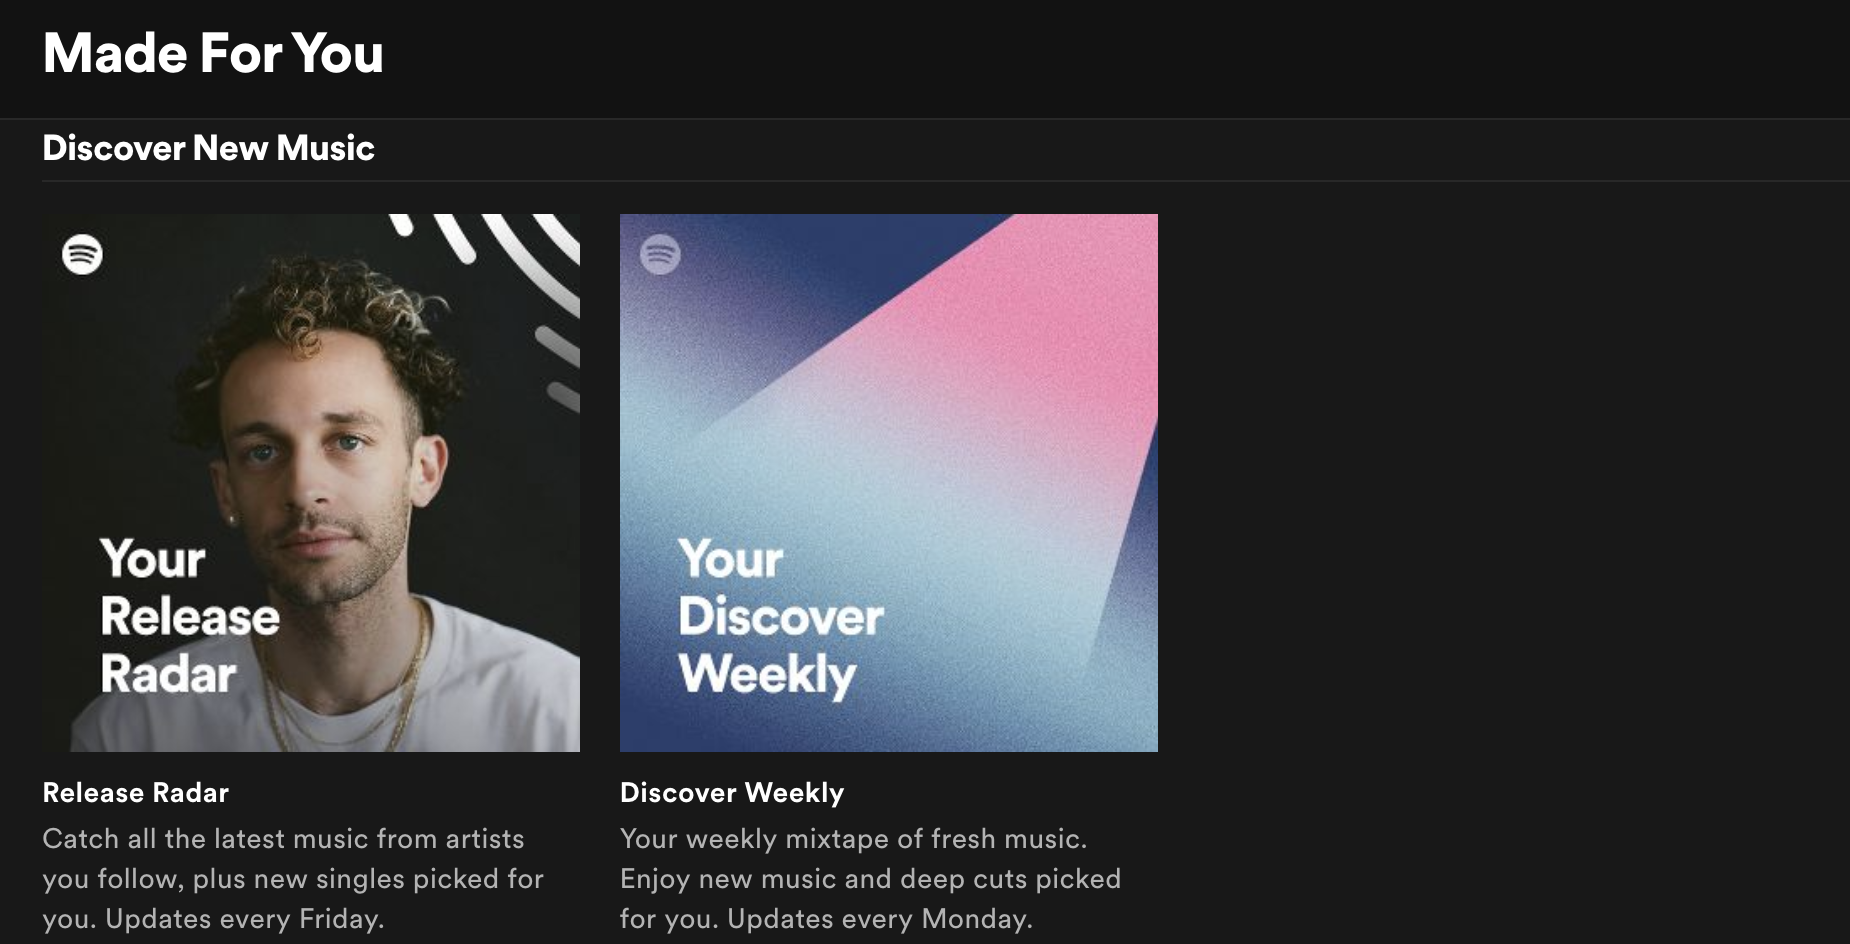 Made For You
Discover New Music
Your
Release
Radar
Your
Discover
Weekly
Release Radar
Catch all the latest music from artists
you follow, plus new singles picked for
you. Updates every Friday.
Discover Weekly
Your weekly mixtape of fresh music.
Enjoy new music and deep cuts picked
for you. Updates every Monday.